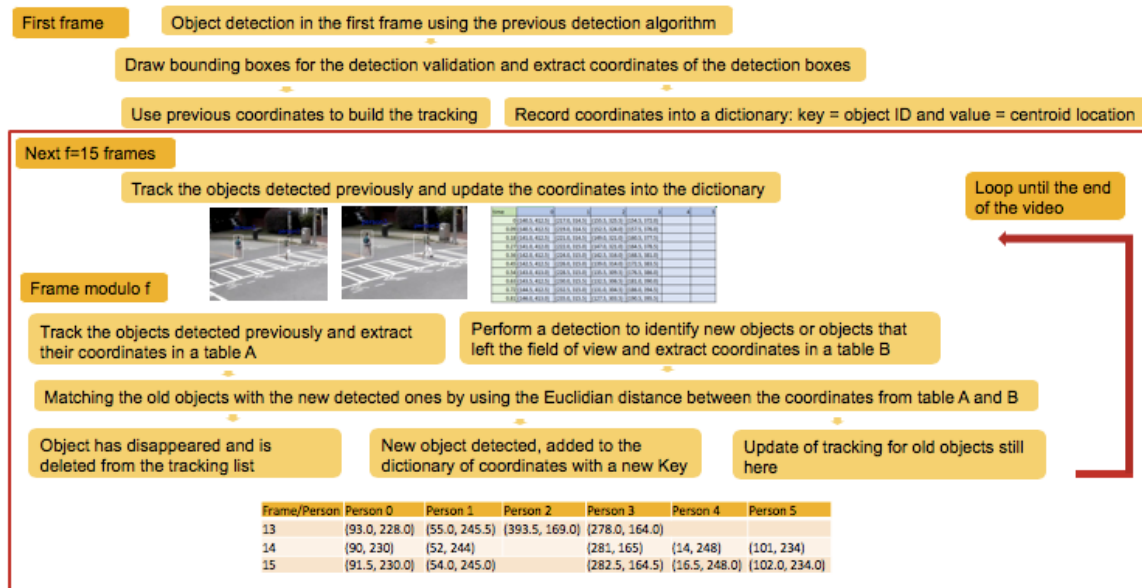 First frame
Object detection in the first frame using the previous detection algorithm
Draw bounding boxes for the detection validation and extract coordinates of the detection boxes
Use previous coordinates to build the tracking
Record coordinates into a dictionary: key = object ID and value = centroid location
Next f=15 frames
Track the objects detected previously and update the coordinates into the dictionary
Loop until the end
of the video
Frame modulo f
Track the objects detected previously and extract
their coordinates in a table A
Perform a detection to identify new objects or objects that
left the field of view and extract coordinates in a table B
Matching the old objects with the new detected ones by using the Euclidian distance between the coordinates from table A and B
Object has disappeared and is
deleted from the tracking list
New object detected, added to the
dictionary of coordinates with a new Key
Update of tracking for old objects still
here
Frame/Person Person 0 Person 1 Person 2 Person 3 Person 4 Person 5
13 (93.0, 228.0) (55.0, 245.5) (393.5, 169.0) (278.0, 164.0)
14 (90, 230) (52, 244) (281, 165) (14, 248) (101, 234)
15 (91.5, 230.0) (54.0, 245.0) (282.5, 164.5) (16.5, 248.0) (102.0, 234.0)